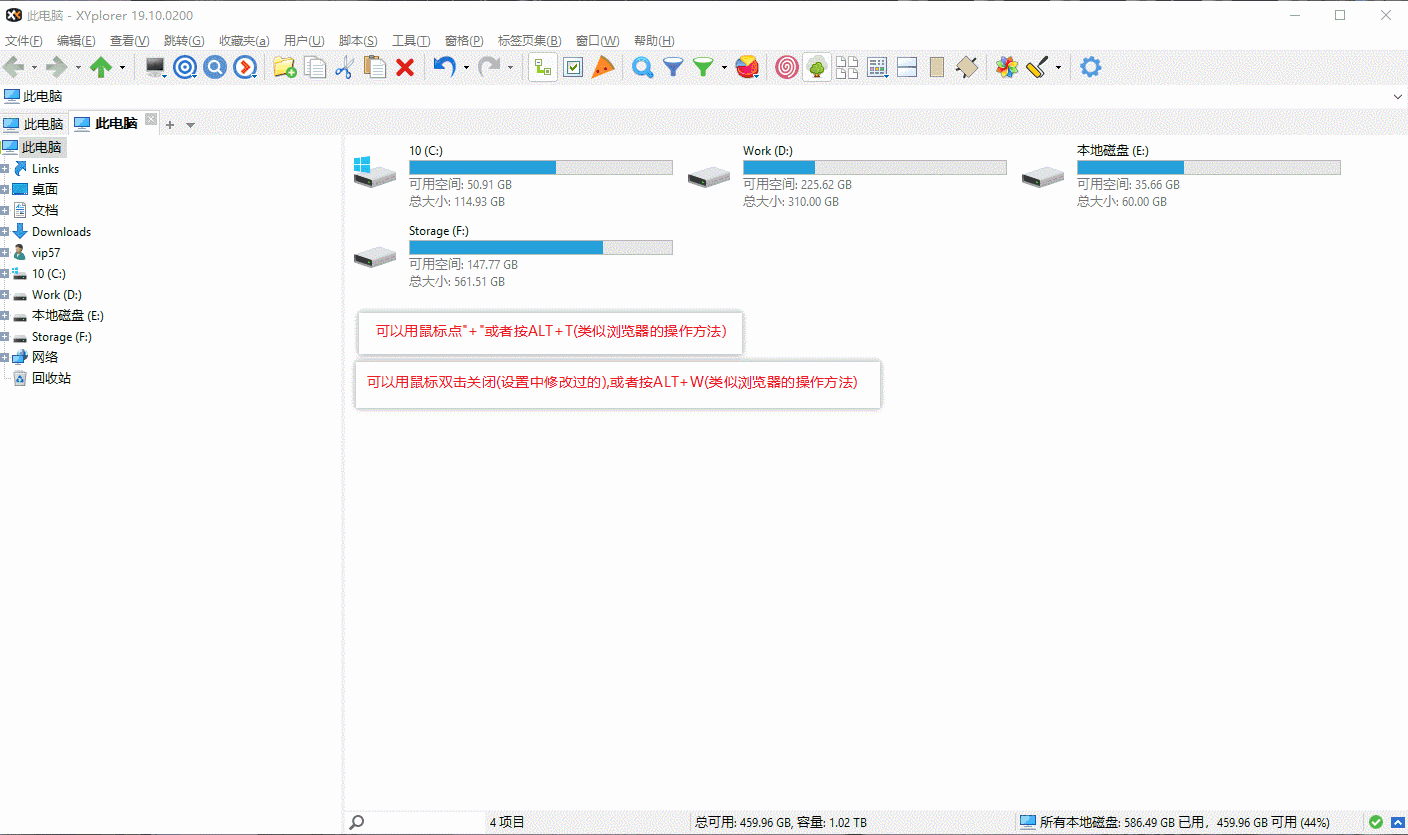 此电脑 - XYplorer 19.10.0200
文件(F) 编辑(E) 查看(V) 跳转(G) 收藏夹(a) 用户(U) 脚本(S) 工具(T) 窗格(P) 标签页集(B) 窗口(W) 帮助(H)
此电脑
此电脑 此电脑
此电脑
Links
桌面
文档
Downloads
vip57
10 (C:)
Work (D:)
本地磁盘 (E:)
Storage (F:)
网络
回收站
10 (C:)
可用空间: 50.91 GB
总大小: 114.93 GB
Work (D:)
可用空间: 225.62 GB
总大小: 310.00 GB
本地磁盘 (E:)
可用空间: 35.66 GB
总大小: 60.00 GB
Storage (F:)
可用空间: 147.77 GB
总大小: 561.51 GB
可以用鼠标点"+"或者按ALT+T(类似浏览器的操作方法)
可以用鼠标双击关闭(设置中修改过的),或者按ALT+W(类似浏览器的操作方法)
4 项目
总可用: 459.96 GB, 容量: 1.02 TB
所有本地磁盘: 586.49 GB 已用，459.96 GB 可用 (44%)